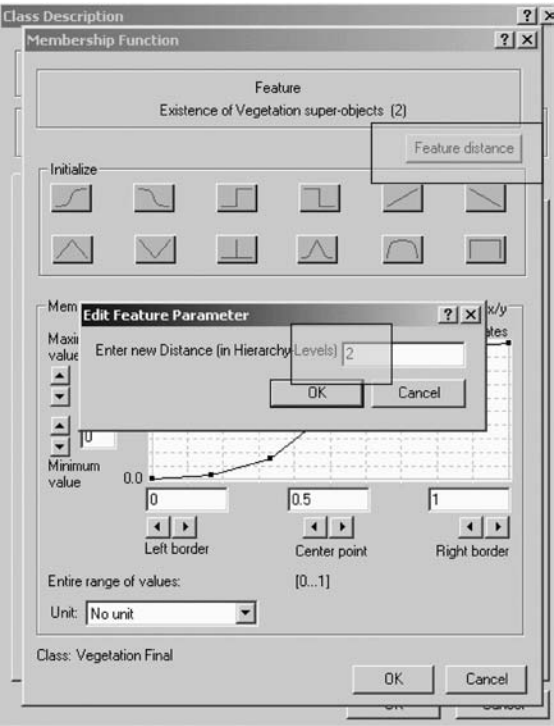 Class Description
Membership Function
Feature
Existence of Vegetation super-objects (2)
Feature distance
Initialize
Edit Feature Parameter
x/y
Enter new Distance (in Hierarchy-Levels) 2
OK Cancel
value
0
Minimum
value
0.0
0 0.5 1
Left border Center point Right border
Entire range of values: [0...1]
Unit: No unit
Class: Vegetation Final
OK Cancel